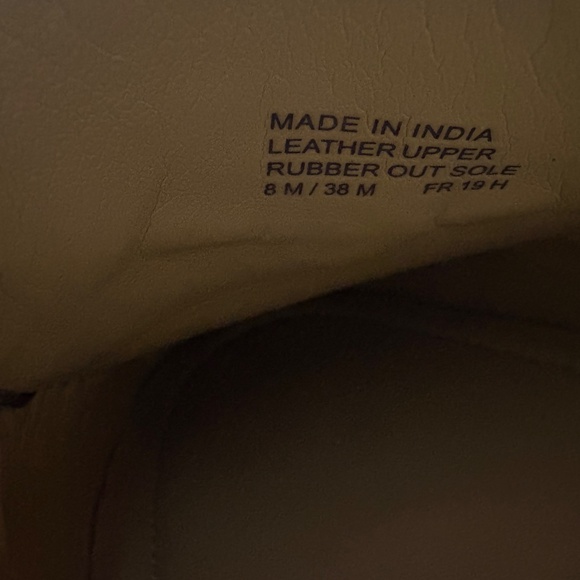 MADE IN INDIA
LEATHER UPPER
RUBBER OUT SOLE
8 M / 38 M FR 19 H